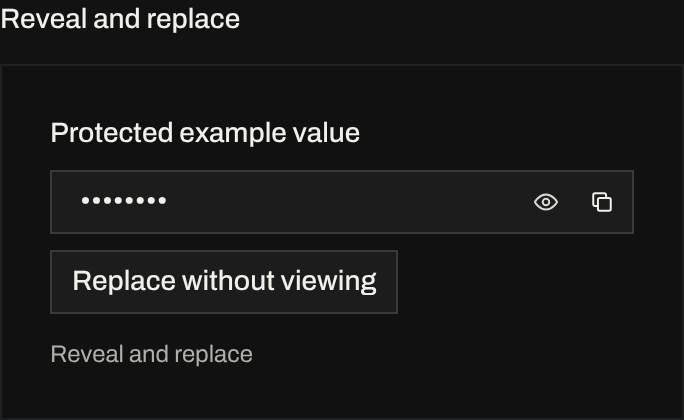 Reveal and replace
Protected example value
••••••••
Replace without viewing
Reveal and replace